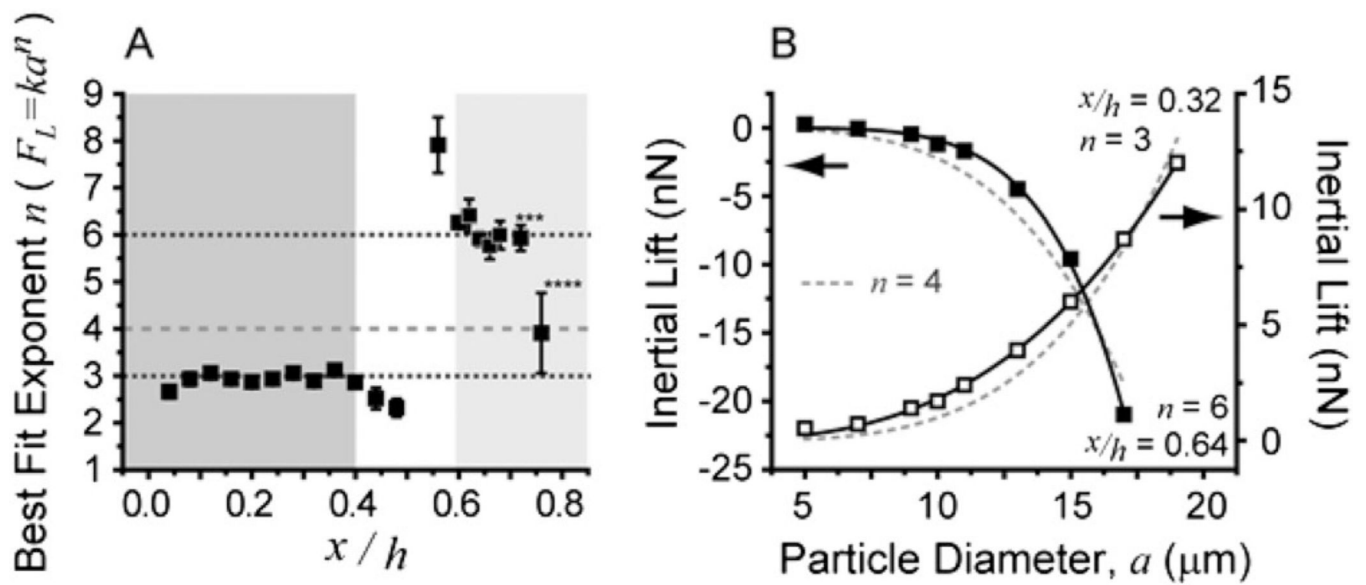 A
Best Fit Exponent n ( F_L=ka^n )
9
8
7
6
5
4
3
2
1
***
****
0.0 0.2 0.4 0.6 0.8
x / h
B
Inertial Lift (nN)
0
-5
-10
-15
-20
-25
x/h = 0.32
n = 3
n = 4
n = 6
x/h = 0.64
15
10
5
0
Inertial Lift (nN)
5 10 15 20
Particle Diameter, a (μm)